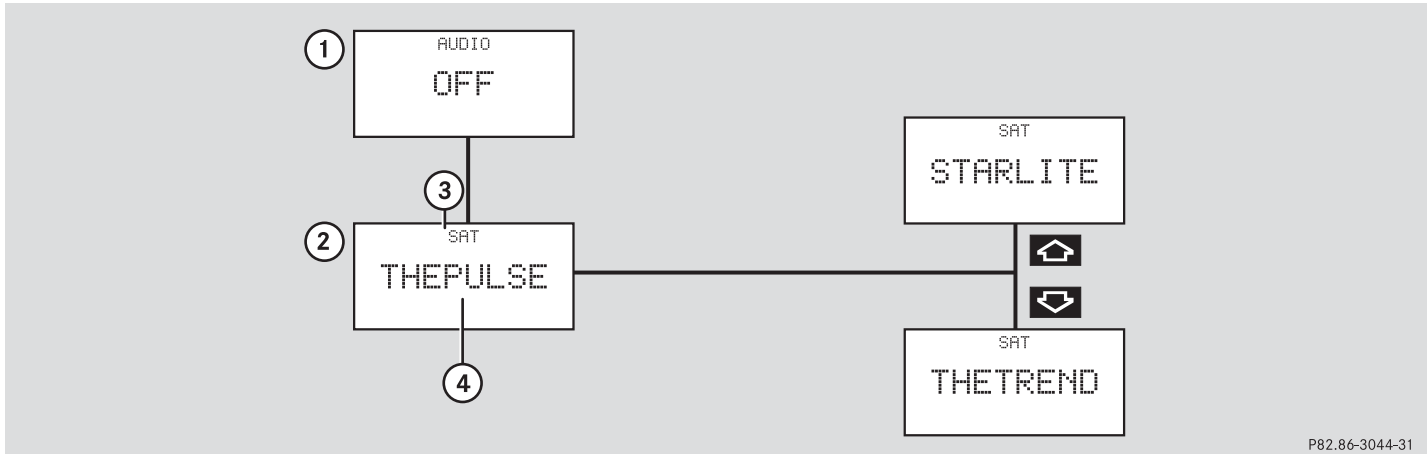 1
AUDIO
OFF
3
2
SAT
THEPULSE
4
SAT
STARLITE
SAT
THETREND
P82.86-3044-31